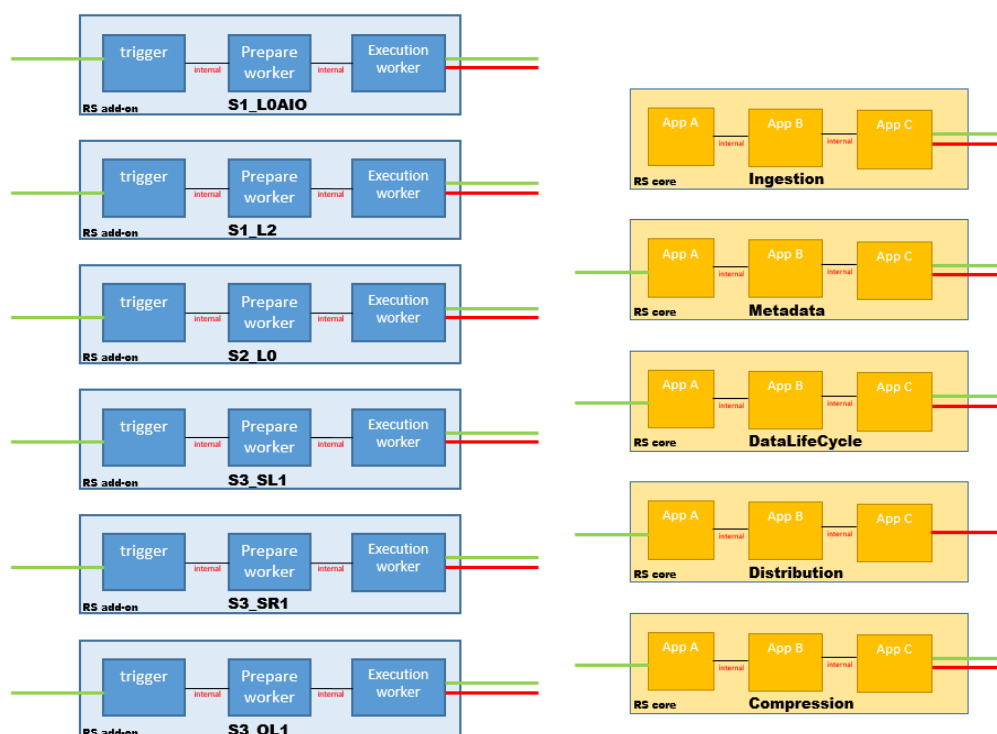 trigger
Prepare
worker
Execution
worker
internal
internal
RS add-on
S1_L0AIO
trigger
Prepare
worker
Execution
worker
internal
internal
RS add-on
S1_L2
trigger
Prepare
worker
Execution
worker
internal
internal
RS add-on
S2_L0
trigger
Prepare
worker
Execution
worker
internal
internal
RS add-on
S3_SL1
trigger
Prepare
worker
Execution
worker
internal
internal
RS add-on
S3_SR1
trigger
Prepare
worker
Execution
worker
internal
internal
RS add-on
S3_OL1
App A
App B
App C
internal
internal
RS core
Ingestion
App A
App B
App C
internal
internal
RS core
Metadata
App A
App B
App C
internal
internal
RS core
DataLifeCycle
App A
App B
App C
internal
internal
RS core
Distribution
App A
App B
App C
internal
internal
RS core
Compression